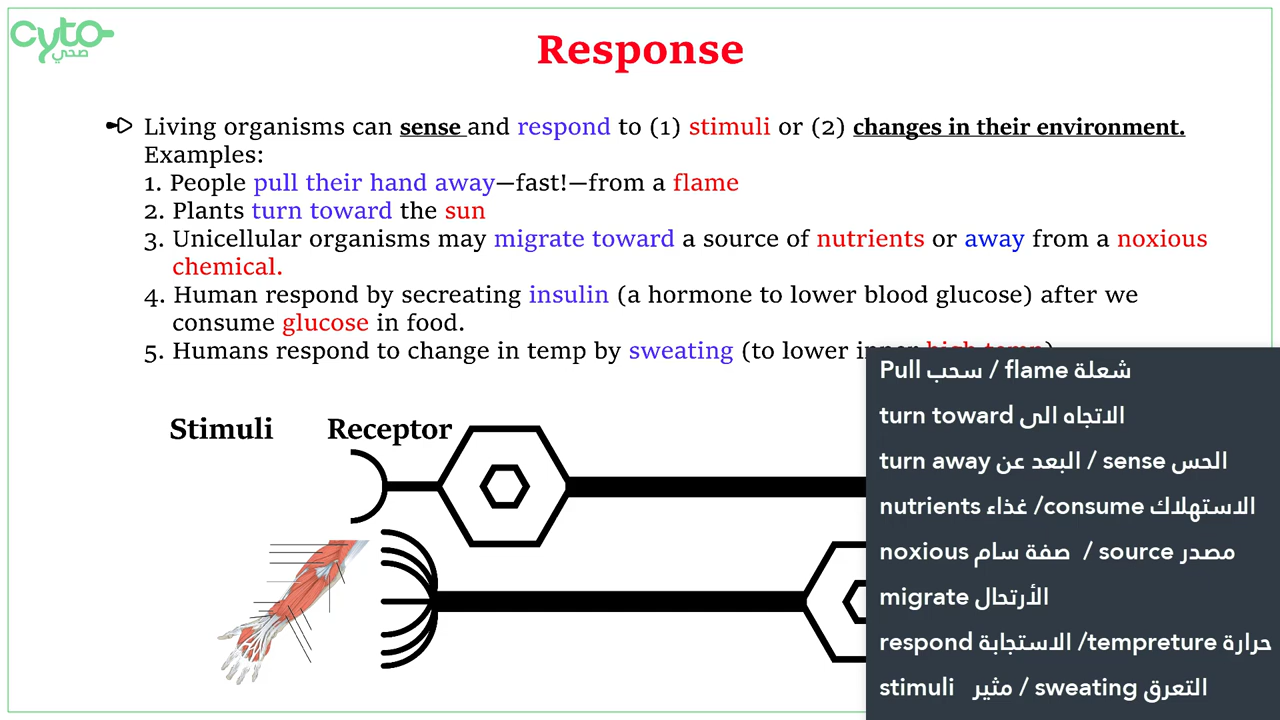 cyto
صحي
Response
Living organisms can sense and respond to (1) stimuli or (2) changes in their environment.
Examples:
1. People pull their hand away—fast!—from a flame
2. Plants turn toward the sun
3. Unicellular organisms may migrate toward a source of nutrients or away from a noxious
chemical.
4. Human respond by secreating insulin (a hormone to lower blood glucose) after we
consume glucose in food.
5. Humans respond to change in temp by sweating (to lower inner high temp)
Stimuli Receptor
Pull سحب / flame شعلة
turn toward الاتجاه الى
turn away البعد عن / sense الحس
nutrients غذاء /consume الاستهلاك
noxious صفة سام / source مصدر
migrate الأرتحال
respond الاستجابة /tempreture حرارة
stimuli مثير / sweating التعرق